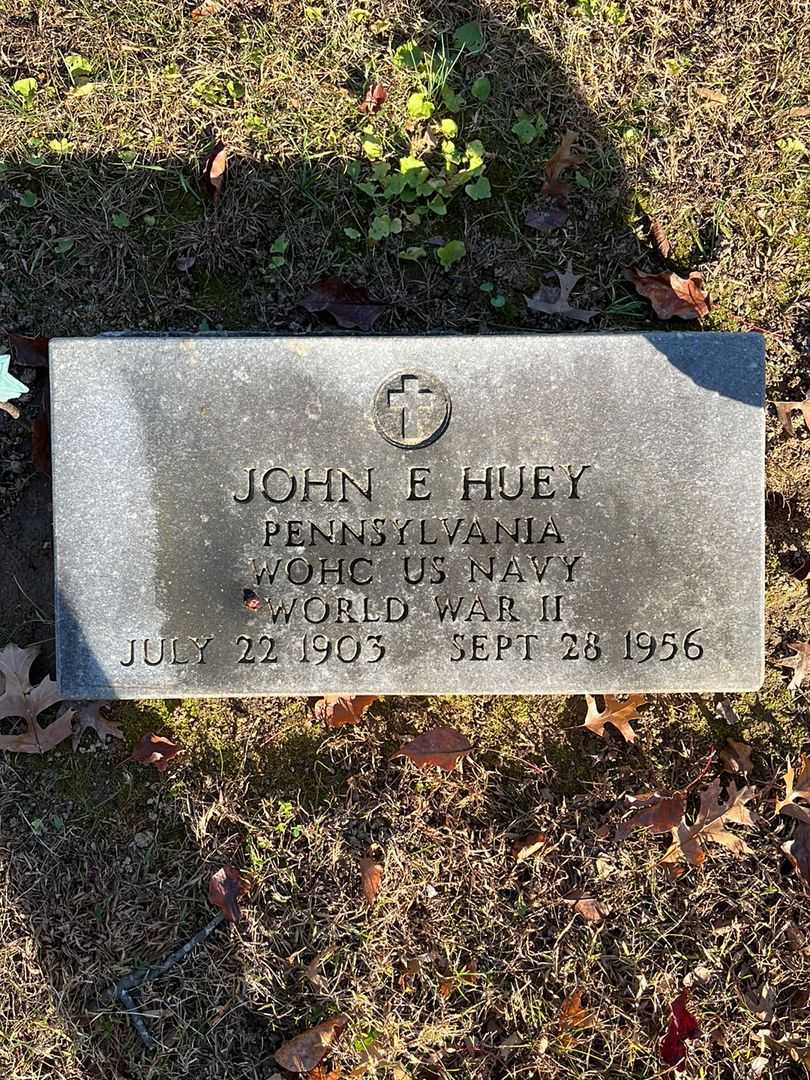 JOHN E HUEY
PENNSYLVANIA
WOHC US NAVY
WORLD WAR II
JULY 22 1903 SEPT 28 1956